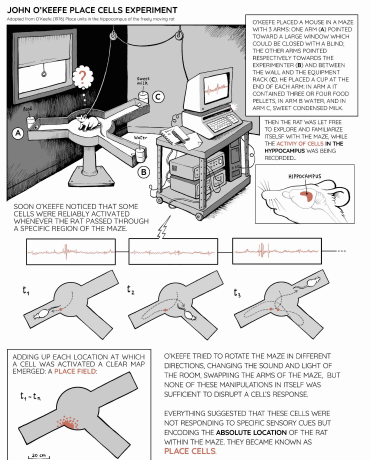 JOHN O'KEEFE PLACE CELLS EXPERIMENT
Adapted from O'Keefe (1976) Place units in the hippocampus of the freely moving rat
O'KEEFE PLACED A MOUSE IN A MAZE
WITH 3 ARMS: ONE ARM (A) POINTED
TOWARD A LARGE WINDOW WHICH
COULD BE CLOSED WITH A BLIND;
THE OTHER ARMS POINTED
RESPECTIVELY TOWARDS THE
EXPERIMENTER (B) AND BETWEEN
THE WALL AND THE EQUIPMENT
RACK (C). HE PLACED A CUP AT THE
END OF EACH ARM: IN ARM A IT
CONTAINED THREE OR FOUR FOOD
PELLETS, IN ARM B WATER, AND IN
ARM C, SWEET CONDENSED MILK.
?
Sweet
milk
C
Food
A
Water
B
THEN THE RAT WAS LET FREE
TO EXPLORE AND FAMILIARIZE
ITSELF WITH THE MAZE, WHILE
THE ACTIVIY OF CELLS IN THE
HYPPOCAMPUS WAS BEING
RECORDED.
HIPPOCAMPUS
SOON O'KEEFE NOTICED THAT SOME
CELLS WERE RELIABLY ACTIVATED
WHENEVER THE RAT PASSED THROUGH
A SPECIFIC REGION OF THE MAZE.
t1
t2
t3
ADDING UP EACH LOCATION AT WHICH
A CELL WAS ACTIVATED A CLEAR MAP
EMERGED: A PLACE FIELD:
t1 - tn
20 cm
O'KEEFE TRIED TO ROTATE THE MAZE IN DIFFERENT
DIRECTIONS, CHANGING THE SOUND AND LIGHT OF
THE ROOM, SWAPPING THE ARMS OF THE MAZE, BUT
NONE OF THESE MANIPULATIONS IN ITSELF WAS
SUFFICIENT TO DISRUPT A CELL'S RESPONSE.
EVERYTHING SUGGESTED THAT THESE CELLS WERE
NOT RESPONDING TO SPECIFIC SENSORY CUES BUT
ENCODING THE ABSOLUTE LOCATION OF THE RAT
WITHIN THE MAZE. THEY BECAME KNOWN AS
PLACE CELLS.